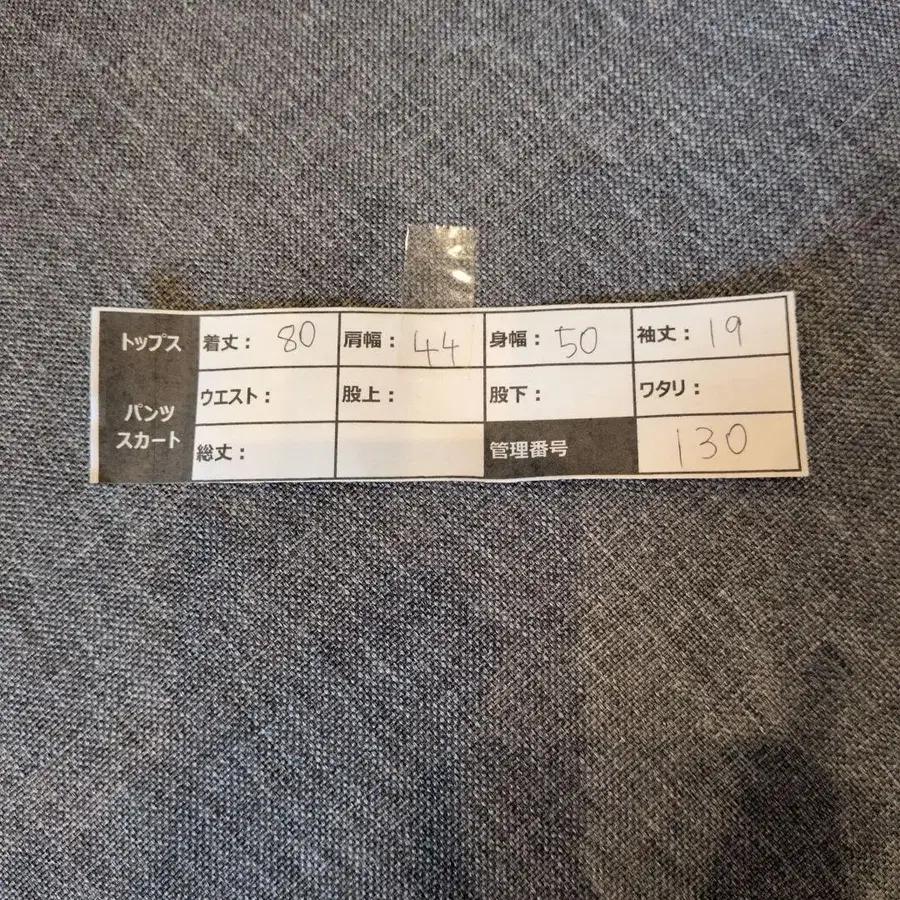 トップス 着丈： 80 肩幅： 44 身幅： 50 袖丈： 19
パンツ スカート ウエスト： 股上： 股下： ワタリ：
総丈： 管理番号 130